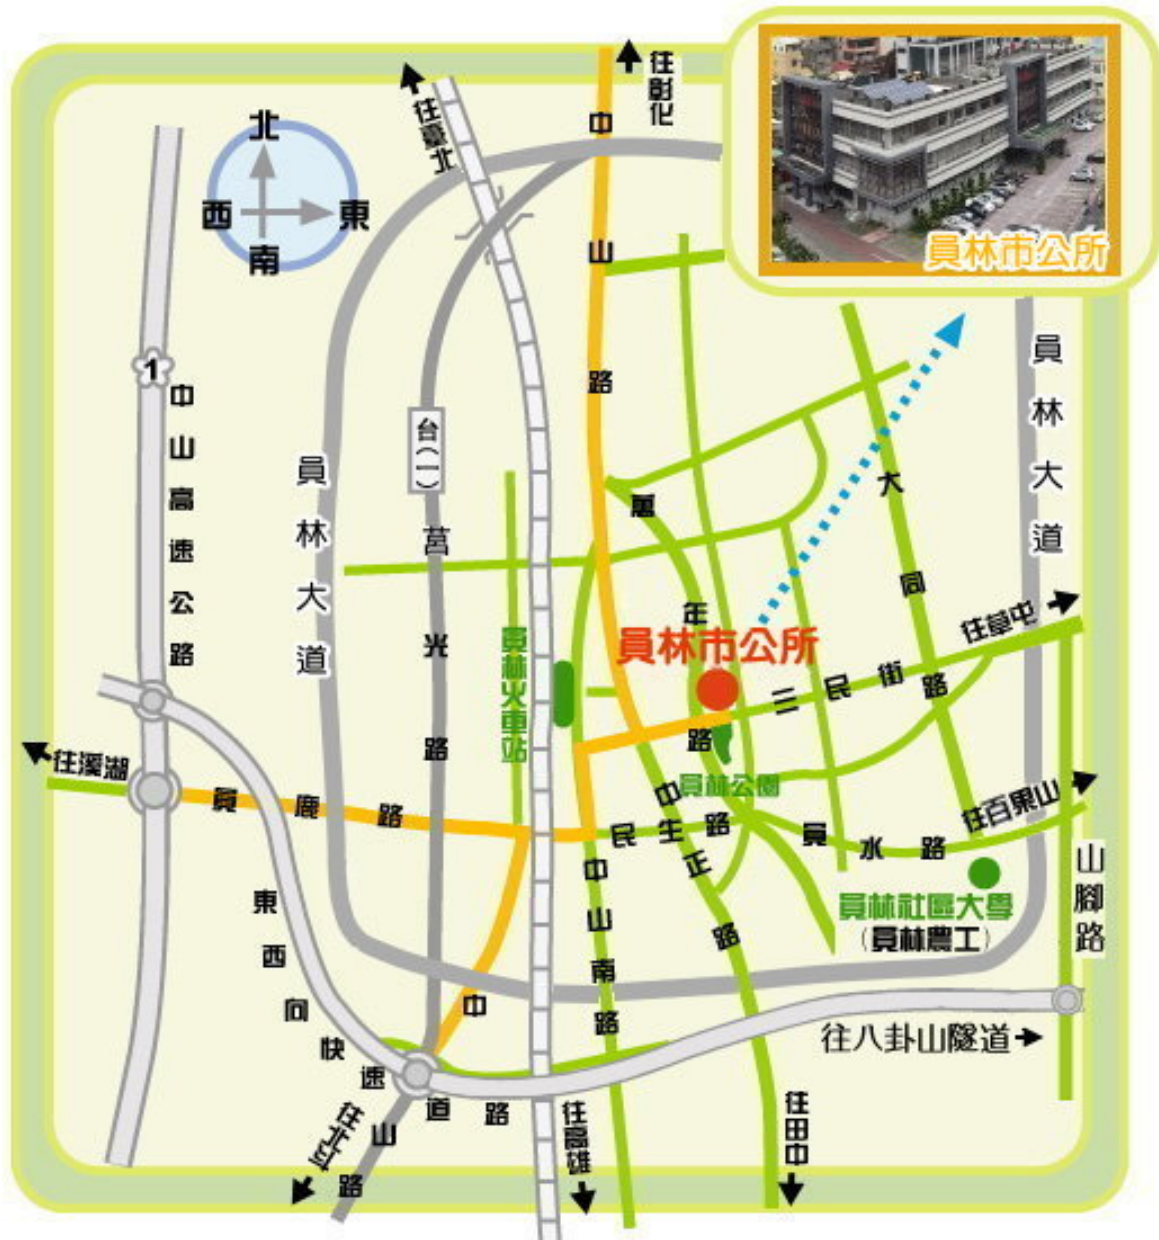 往臺北
往彰化
北
西
東
南
員林市公所
中山路
1
中山高速公路
員林大道
台(一)
莒光路
員林大道
大同路
萬年路
往草屯
員林市公所
三民街
員林火車站
往溪湖
員鹿路
員林公園
往百果山
民生路
員水路
中正路
中山南路
員林社區大學
(員林農工)
山腳路
東西向快速道路
中山路
往八卦山隧道
往高雄
往田中